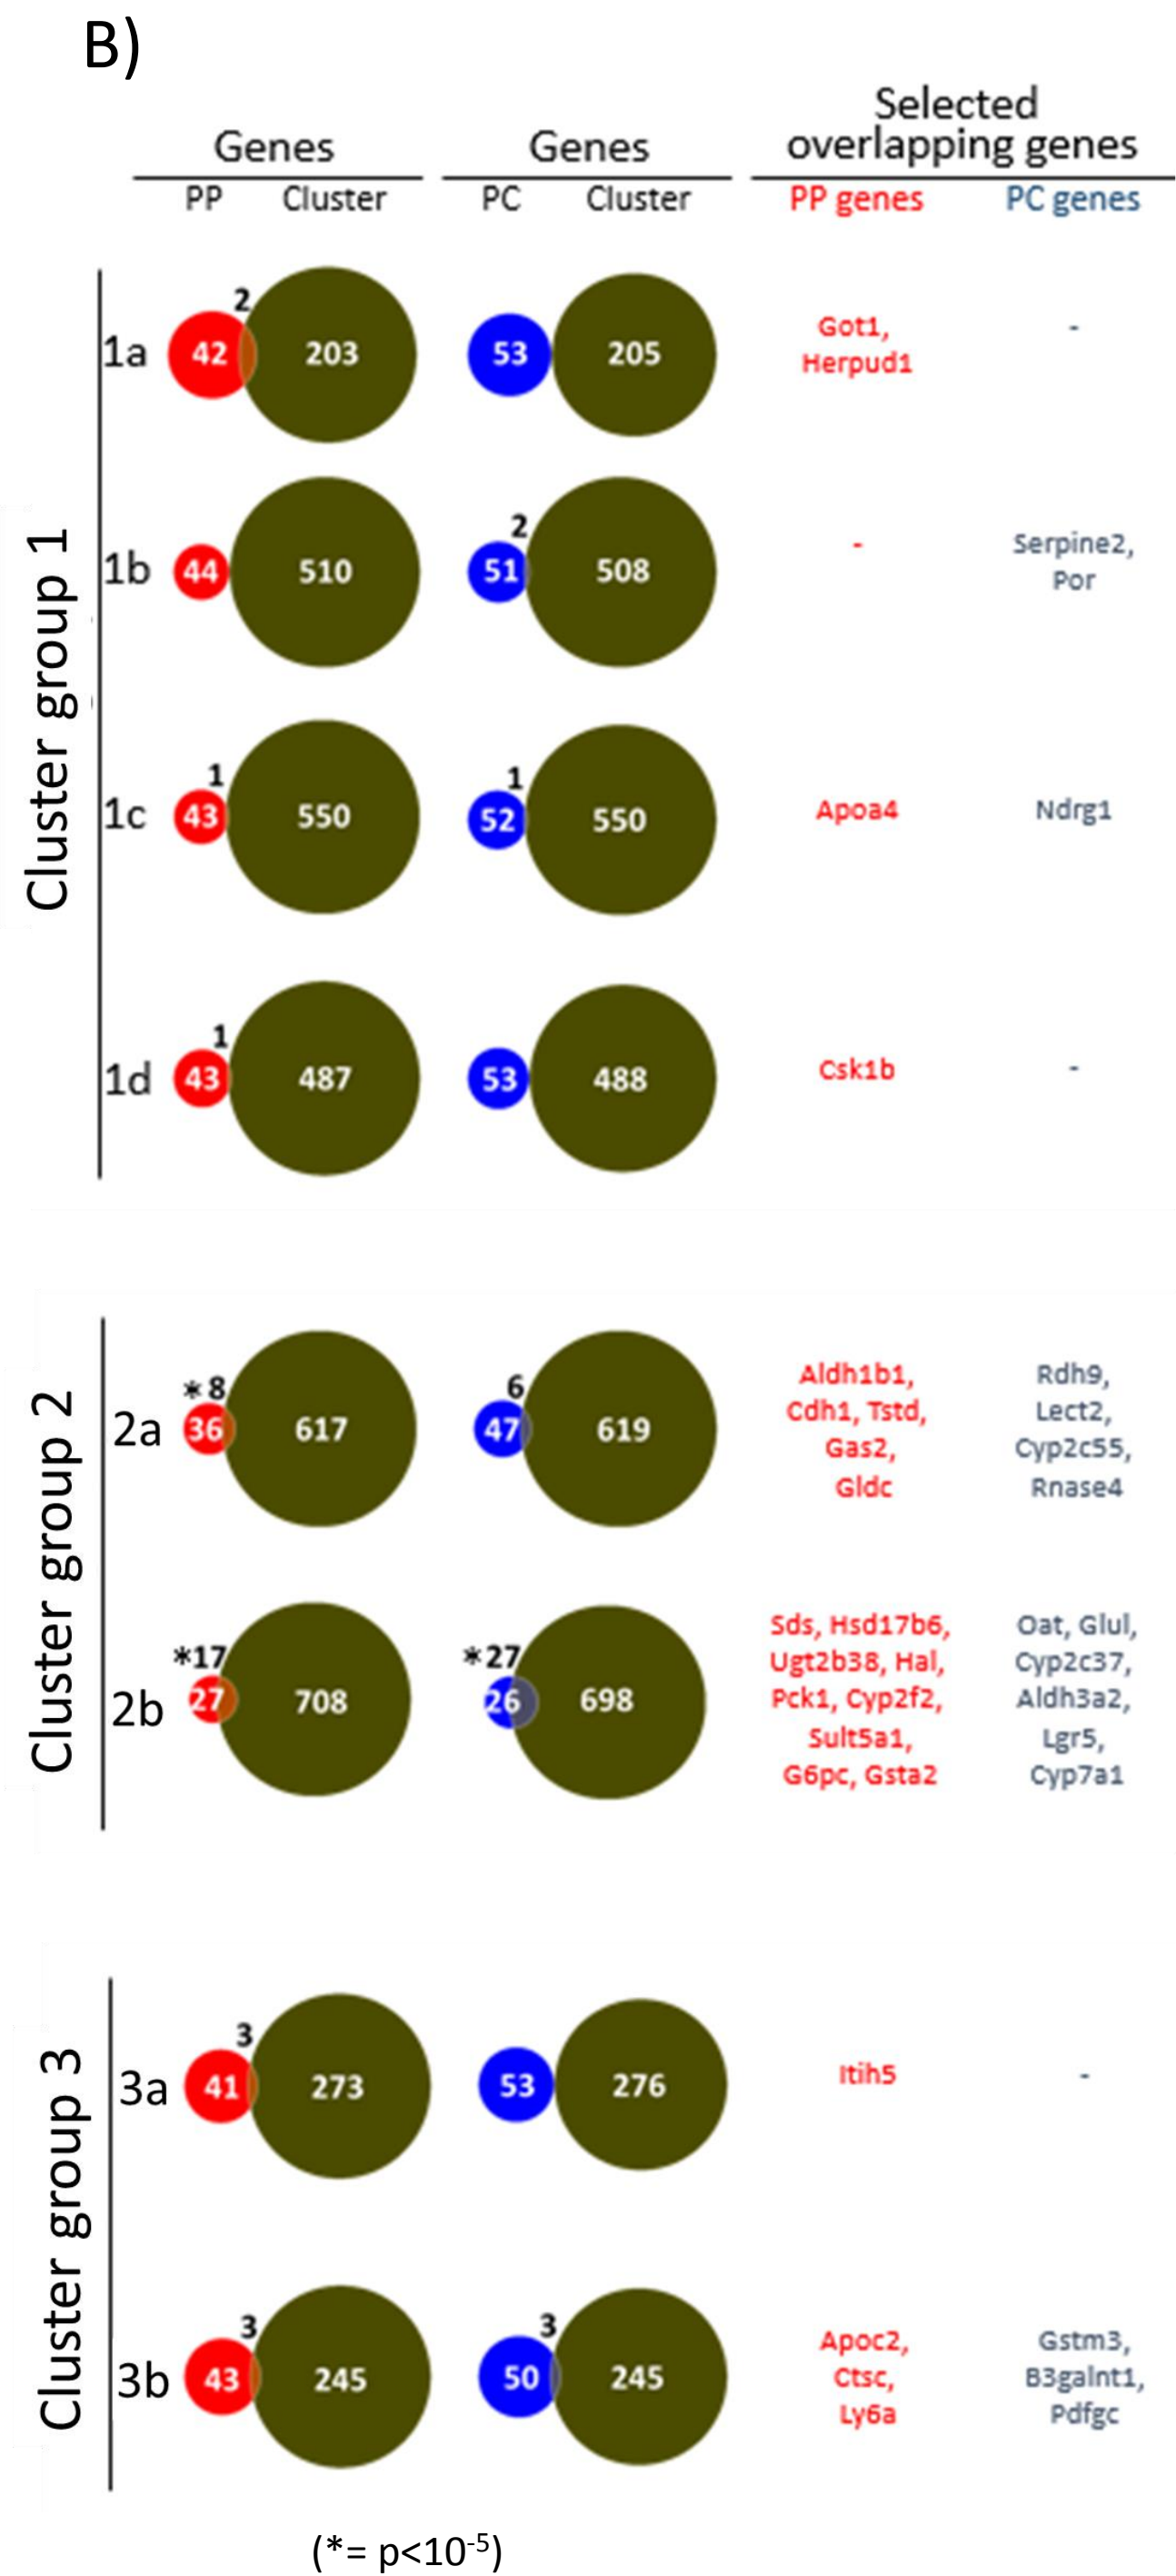 B)
Selected
overlapping genes
Genes
Genes
PP
Cluster
PC
Cluster
PP genes
PC genes
Cluster group 1
1a
2
42
203
53
205
Got1,
Herpud1
-
1b
44
510
2
51
508
-
Serpine2,
Por
1c
1
43
550
1
52
550
Apoa4
Ndrg1
1d
1
43
487
53
488
Csk1b
-
Cluster group 2
2a
*8
36
617
6
47
619
Aldh1b1,
Cdh1, Tstd,
Gas2,
Gldc
Rdh9,
Lect2,
Cyp2c55,
Rnase4
2b
*17
27
708
*27
26
698
Sds, Hsd17b6,
Ugt2b38, Hal,
Pck1, Cyp2f2,
Sult5a1,
G6pc, Gsta2
Oat, Glul,
Cyp2c37,
Aldh3a2,
Lgr5,
Cyp7a1
Cluster group 3
3a
3
41
273
53
276
Itih5
-
3b
3
43
245
3
50
245
Apoc2,
Ctsc,
Ly6a
Gstm3,
B3galnt1,
Pdfgc
(*= p<10⁻⁵)